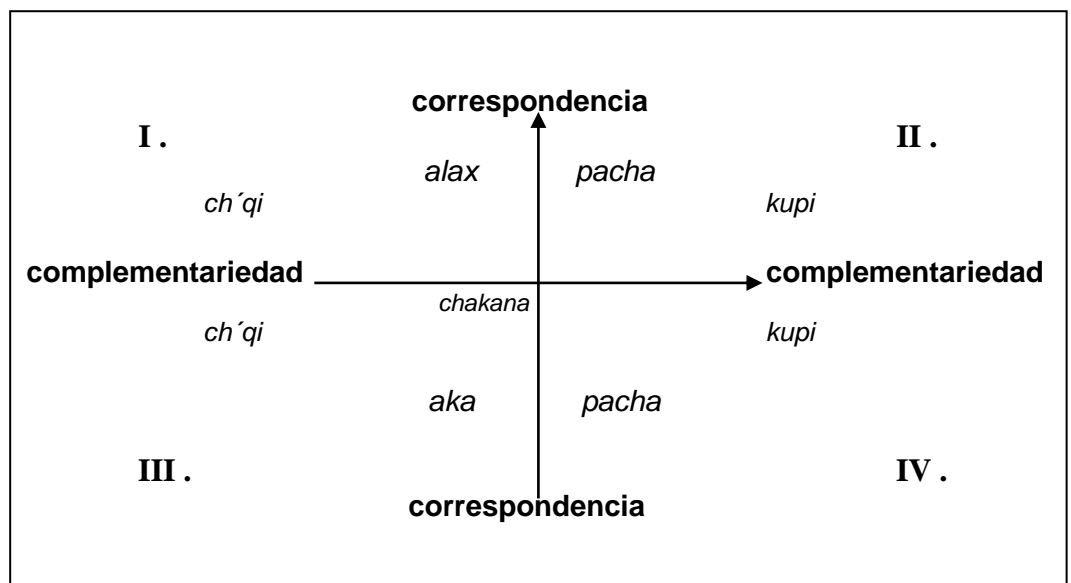 correspondencia
I . II .
alax pacha
ch´qi kupi
complementariedad complementariedad
chakana
ch´qi kupi
aka pacha
III . IV .
correspondencia